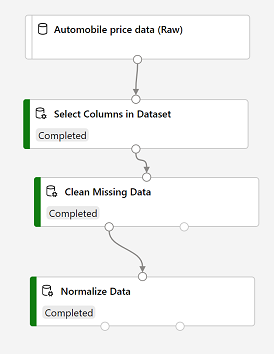 Automobile price data (Raw)
Select Columns in Dataset
Completed
Clean Missing Data
Completed
Normalize Data
Completed